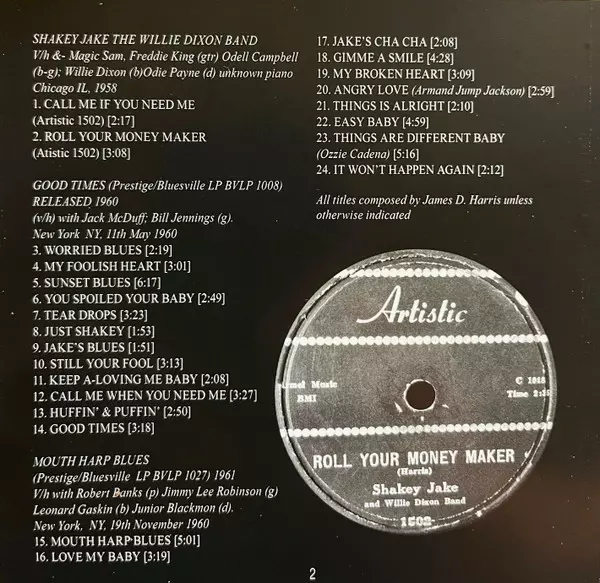 SHAKEY JAKE THE WILLIE DIXON BAND
V/h &- Magic Sam, Freddie King (gtr) Odell Campbell
(b-g); Willie Dixon (b)Odie Payne (d) unknown piano
Chicago IL, 1958
1. CALL ME IF YOU NEED ME
(Artistic 1502) [2:17]
2. ROLL YOUR MONEY MAKER
(Atistic 1502) [3:08]
GOOD TIMES (Prestige/Bluesville LP BVLP 1008)
RELEASED 1960
(v/h) with Jack McDuff; Bill Jennings (g).
New York NY, 11th May 1960
3. WORRIED BLUES [2:19]
4. MY FOOLISH HEART [3:01]
5. SUNSET BLUES [6:17]
6. YOU SPOILED YOUR BABY [2:49]
7. TEAR DROPS [3:23]
8. JUST SHAKEY [1:53]
9. JAKE'S BLUES [1:51]
10. STILL YOUR FOOL [3:13]
11. KEEP A-LOVING ME BABY [2:08]
12. CALL ME WHEN YOU NEED ME [3:27]
13. HUFFIN' & PUFFIN' [2:50]
14. GOOD TIMES [3:18]
MOUTH HARP BLUES
(Prestige/Bluesville LP BVLP 1027) 1961
V/h with Robert Banks (p) Jimmy Lee Robinson (g)
Leonard Gaskin (b) Junior Blackmon (d).
New York, NY, 19th November 1960
15. MOUTH HARP BLUES [5:01]
16. LOVE MY BABY [3:19]
17. JAKE'S CHA CHA [2:08]
18. GIMME A SMILE [4:28]
19. MY BROKEN HEART [3:09]
20. ANGRY LOVE (Armand Jump Jackson) [2:59]
21. THINGS IS ALRIGHT [2:10]
22. EASY BABY [4:59]
23. THINGS ARE DIFFERENT BABY
(Ozzie Cadena) [5:16]
24. IT WON'T HAPPEN AGAIN [2:12]
All titles composed by James D. Harris unless
otherwise indicated
Artistic
Music
BMI
C 1048
Time 2:35
ROLL YOUR MONEY MAKER
(Harris)
Shakey Jake
and Willie Dixon Band
1502
2